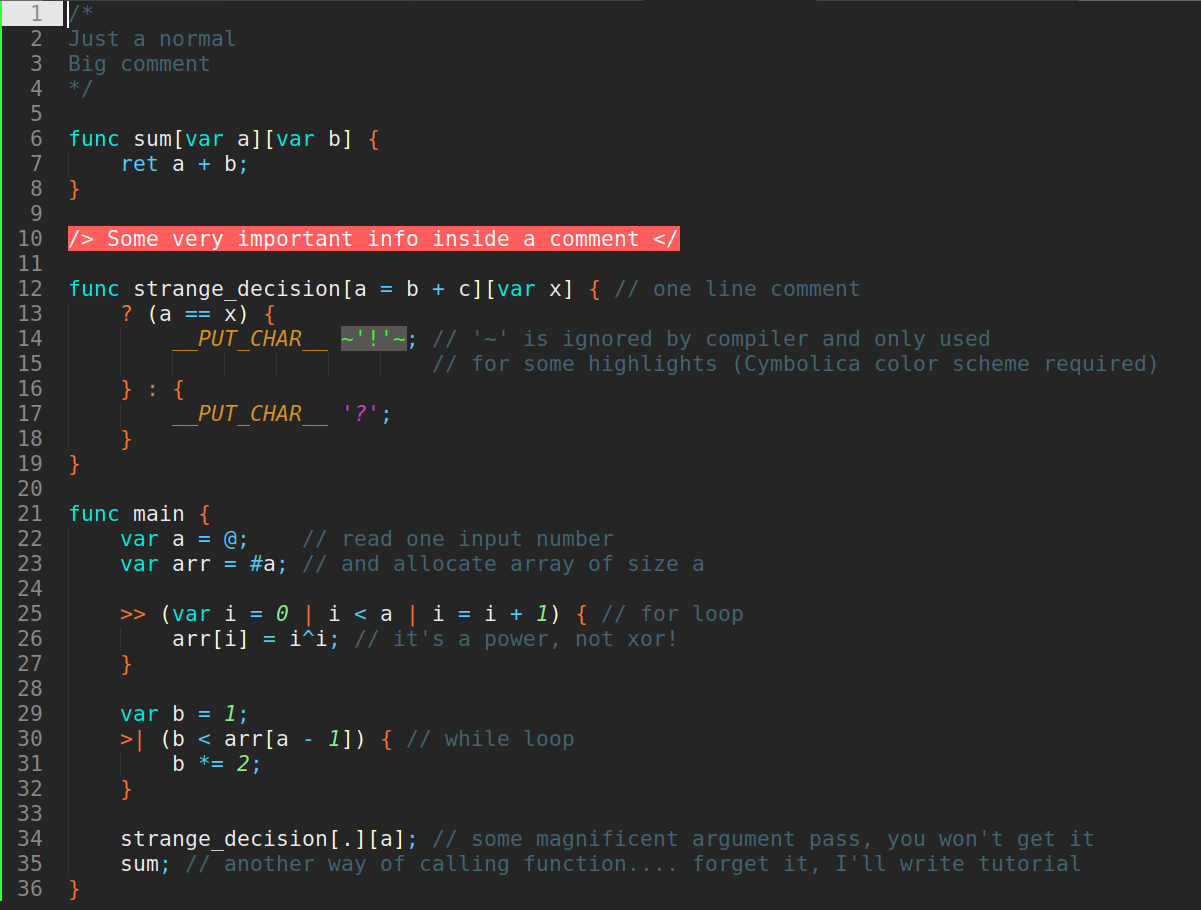 1 /*
2 Just a normal
3 Big comment
4 */
5
6 func sum[var a][var b] {
7     ret a + b;
8 }
9
10 /> Some very important info inside a comment </
11
12 func strange_decision[a = b + c][var x] { // one line comment
13     ? (a == x) {
14         __PUT_CHAR__ ~'!'~; // '~' is ignored by compiler and only used
15                             // for some highlights (Cymbolica color scheme required)
16     } : {
17         __PUT_CHAR__ '?';
18     }
19 }
20
21 func main {
22     var a = @;    // read one input number
23     var arr = #a; // and allocate array of size a
24
25     >> (var i = 0 | i < a | i = i + 1) { // for loop
26         arr[i] = i^i; // it's a power, not xor!
27     }
28
29     var b = 1;
30     >| (b < arr[a - 1]) { // while loop
31         b *= 2;
32     }
33
34     strange_decision[.][a]; // some magnificent argument pass, you won't get it
35     sum; // another way of calling function.... forget it, I'll write tutorial
36 }